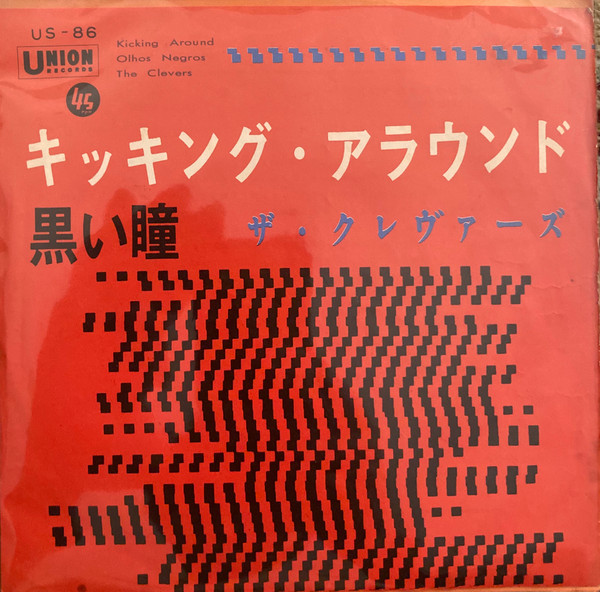 US-86
UNION
RECORDS
45
Kicking Around
Olhos Negros
The Clevers
キッキング・アラウンド
黒い瞳
ザ・クレヴァーズ